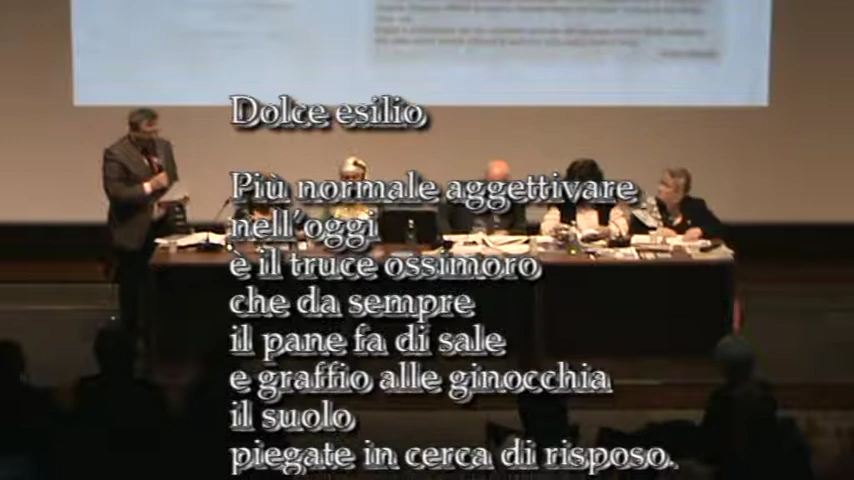 Dolce esilio
Più normale aggettivare
nell'oggi
è il truce ossimoro
che da sempre
il pane fa di sale
e graffio alle ginocchia
il suolo
piegate in cerca di risposo.